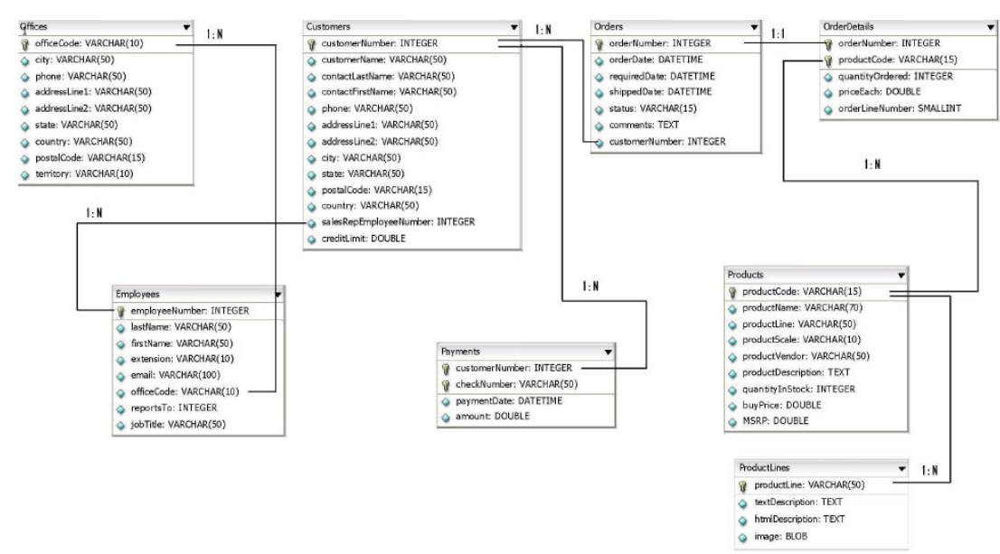 Offices
officeCode: VARCHAR(10)
city: VARCHAR(50)
phone: VARCHAR(50)
addressLine1: VARCHAR(50)
addressLine2: VARCHAR(50)
state: VARCHAR(50)
country: VARCHAR(50)
postalCode: VARCHAR(15)
territory: VARCHAR(10)
1:N
Customers
customerNumber: INTEGER
customerName: VARCHAR(50)
contactLastName: VARCHAR(50)
contactFirstName: VARCHAR(50)
phone: VARCHAR(50)
addressLine1: VARCHAR(50)
addressLine2: VARCHAR(50)
city: VARCHAR(50)
state: VARCHAR(50)
postalCode: VARCHAR(15)
country: VARCHAR(50)
salesRepEmployeeNumber: INTEGER
creditLimit: DOUBLE
1:N
Orders
orderNumber: INTEGER
orderDate: DATETIME
requiredDate: DATETIME
shippedDate: DATETIME
status: VARCHAR(15)
comments: TEXT
customerNumber: INTEGER
1:1
OrderDetails
orderNumber: INTEGER
productCode: VARCHAR(15)
quantityOrdered: INTEGER
priceEach: DOUBLE
orderLineNumber: SMALLINT
1:N
1:N
Employees
employeeNumber: INTEGER
lastName: VARCHAR(50)
firstName: VARCHAR(50)
extension: VARCHAR(10)
email: VARCHAR(100)
officeCode: VARCHAR(10)
reportsTo: INTEGER
jobTitle: VARCHAR(50)
1:N
Payments
customerNumber: INTEGER
checkNumber: VARCHAR(50)
paymentDate: DATETIME
amount: DOUBLE
Products
productCode: VARCHAR(15)
productName: VARCHAR(70)
productLine: VARCHAR(50)
productScale: VARCHAR(10)
productVendor: VARCHAR(50)
productDescription: TEXT
quantityInStock: INTEGER
buyPrice: DOUBLE
MSRP: DOUBLE
1:N
ProductLines
productLine: VARCHAR(50)
textDescription: TEXT
htmlDescription: TEXT
image: BLOB